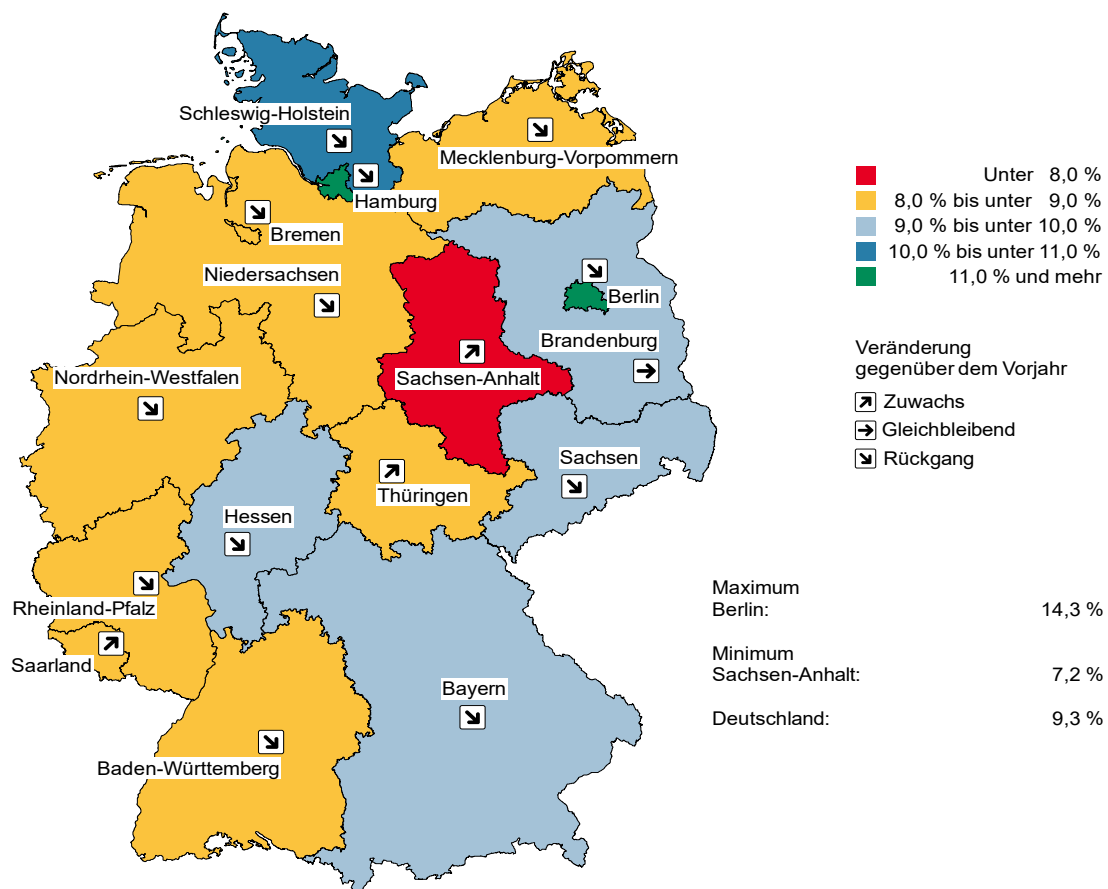 Schleswig-Holstein
Mecklenburg-Vorpommern
Hamburg
Bremen
Niedersachsen
Berlin
Brandenburg
Nordrhein-Westfalen
Sachsen-Anhalt
Sachsen
Thüringen
Hessen
Rheinland-Pfalz
Saarland
Bayern
Baden-Württemberg
Unter 8,0 %
8,0 % bis unter 9,0 %
9,0 % bis unter 10,0 %
10,0 % bis unter 11,0 %
11,0 % und mehr
Veränderung
gegenüber dem Vorjahr
Zuwachs
Gleichbleibend
Rückgang
Maximum
Berlin: 14,3 %
Minimum
Sachsen-Anhalt: 7,2 %
Deutschland: 9,3 %